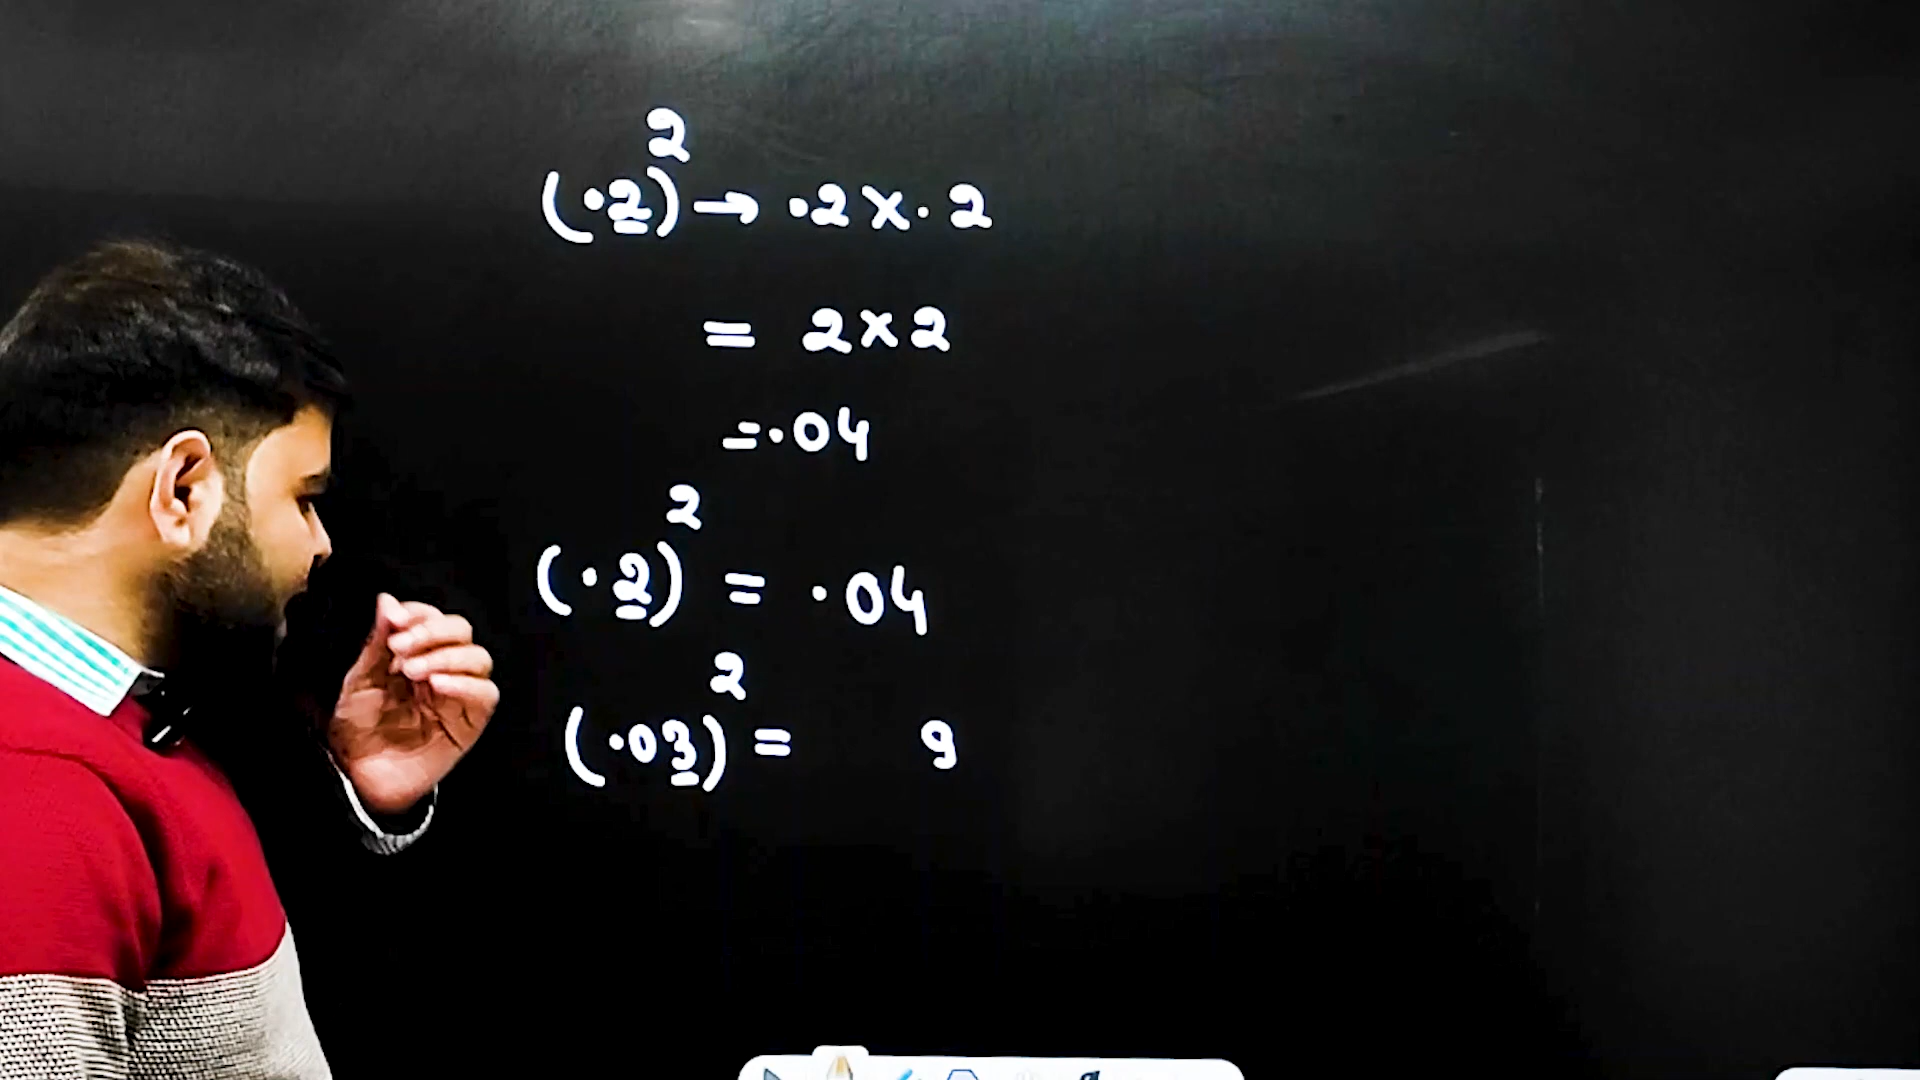 (.2)² → .2 x . 2
= 2 x 2
= .04
(.2)² = .04
(.03)² = 9